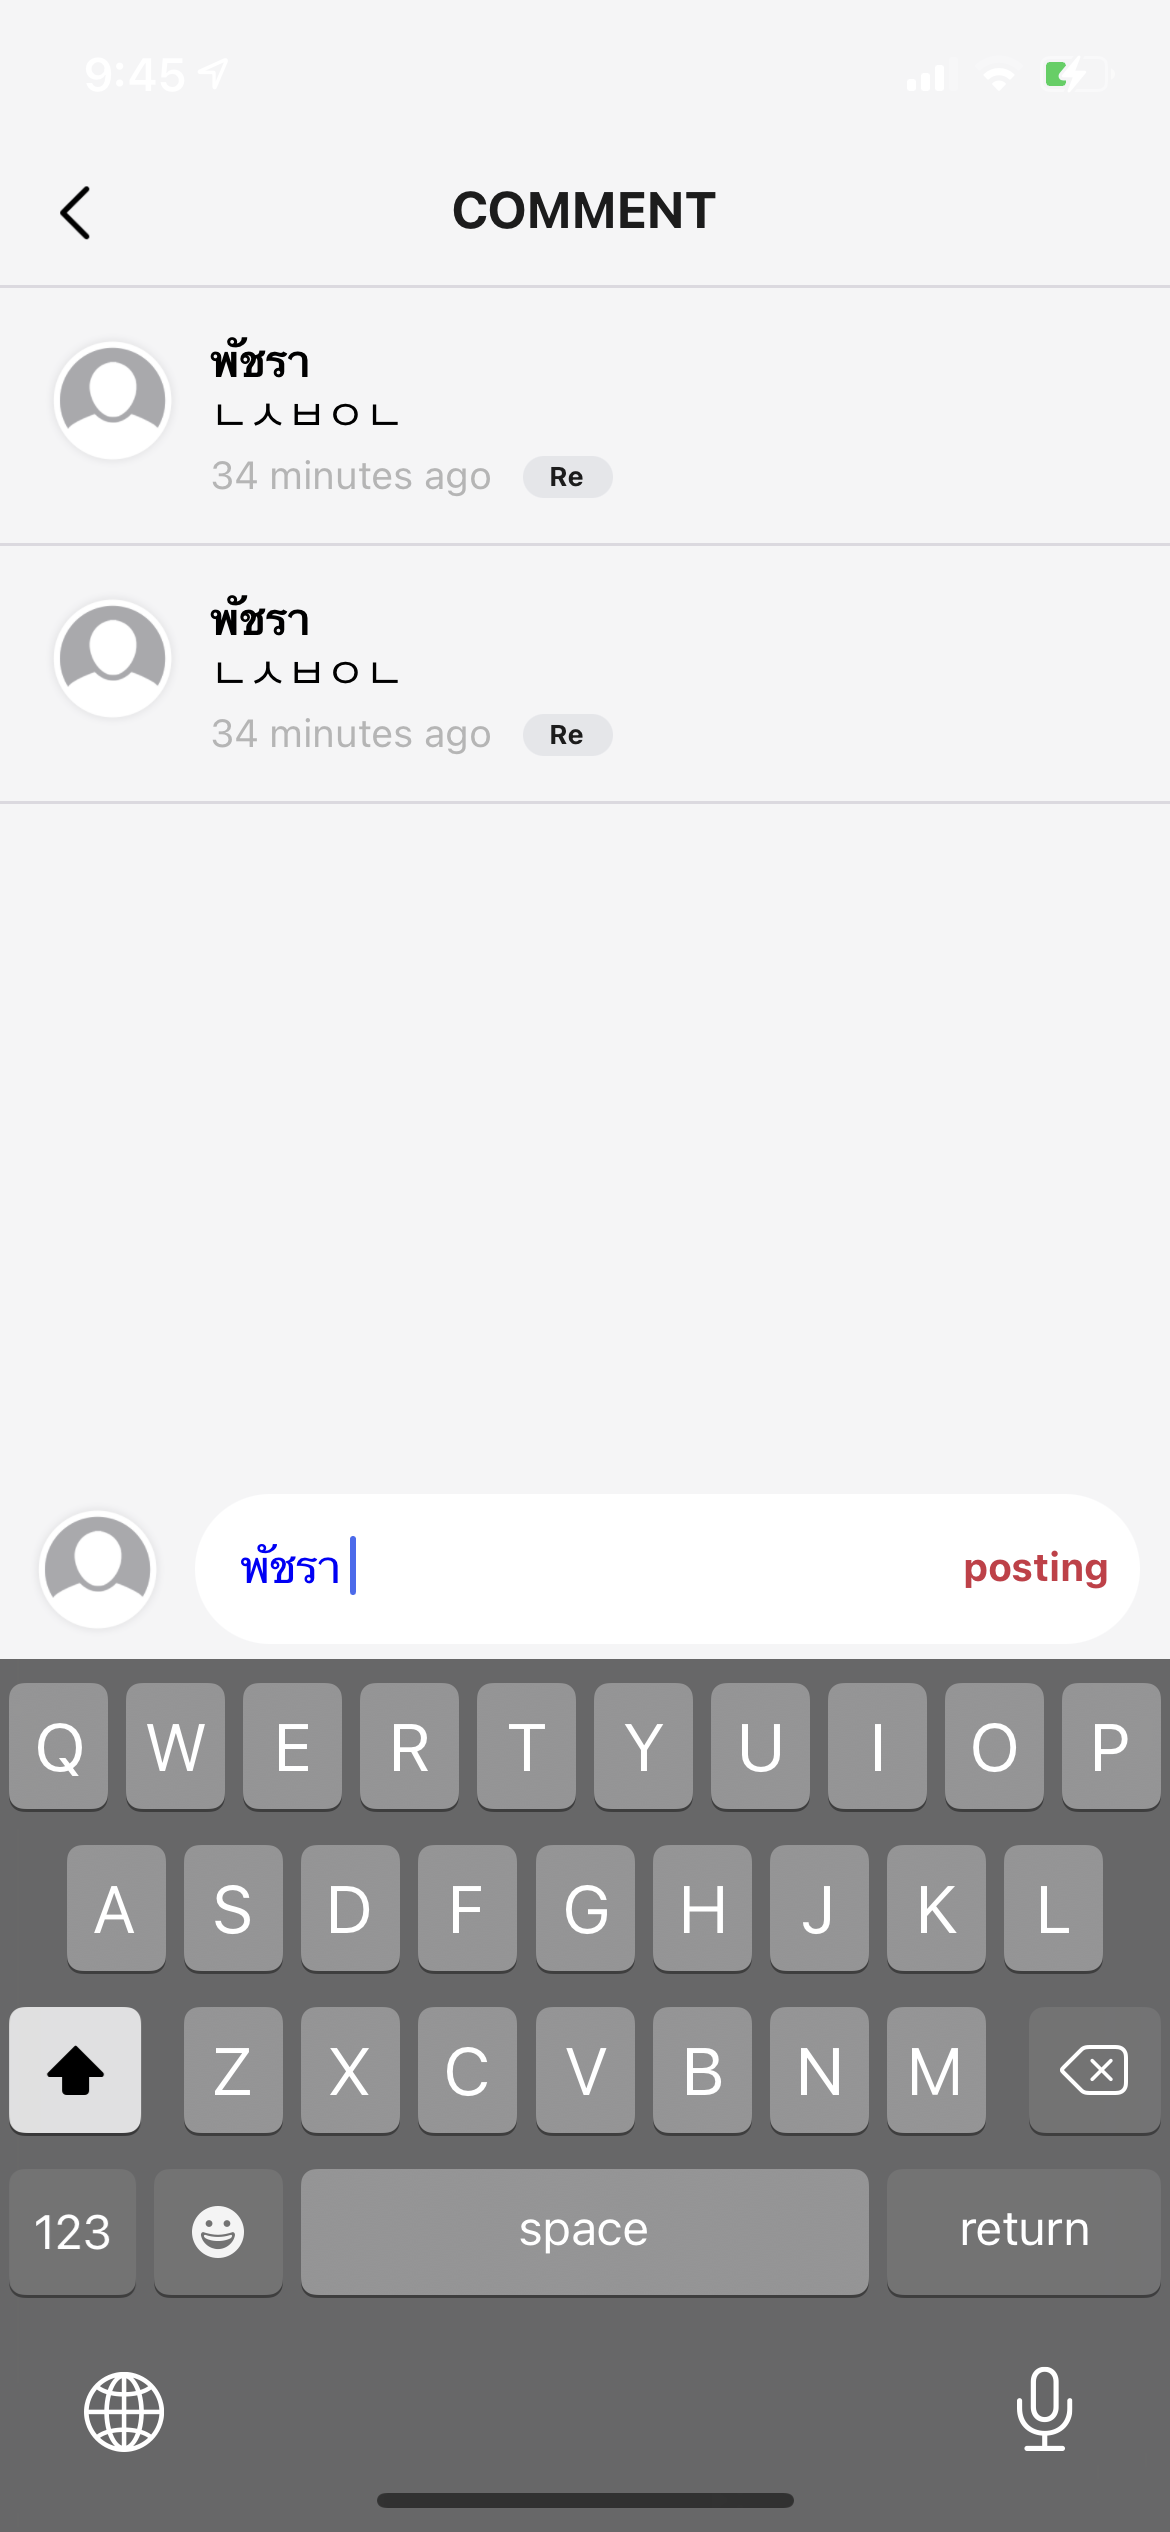 9:45
COMMENT
พัชรา
ㄴㅅㅂㅇㄴ
34 minutes ago Re
พัชรา
ㄴㅅㅂㅇㄴ
34 minutes ago Re
พัชรา posting
Q W E R T Y U I O P
A S D F G H J K L
Z X C V B N M
123 space return